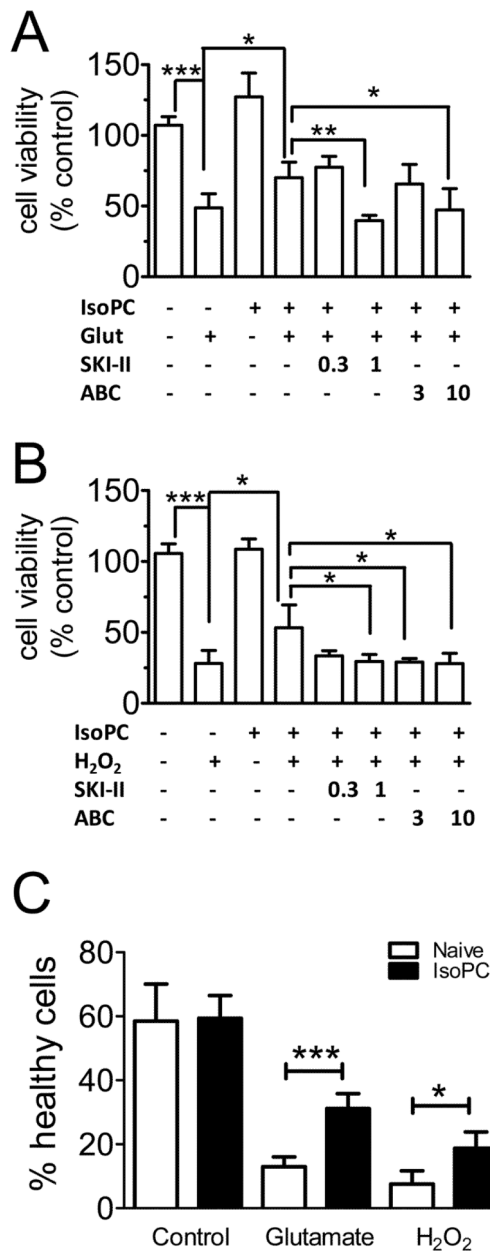 A
cell viability
(% control)
150
100
50
0
***
*
**
*
IsoPC - - + + + + + +
Glut - + - + + + + +
SKI-II - - - - 0.3 1 - -
ABC - - - - - - 3 10
B
cell viability
(% control)
150
100
50
0
***
*
*
*
*
IsoPC - - + + + + + +
H₂O₂ - + - + + + + +
SKI-II - - - - 0.3 1 - -
ABC - - - - - - 3 10
C
% healthy cells
80
60
40
20
0
Naive
IsoPC
***
*
Control Glutamate H₂O₂